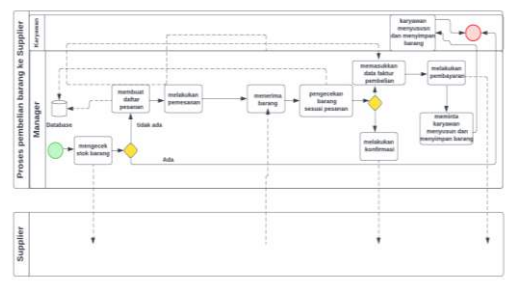 Proses pembelian barang ke Supplier
Karyawan
karyawan
menyususun
dan menyimpan
barang
Manager
membuat
daftar
pesanan
melakukan
pemesanan
menerima
barang
pengecekan
barang
sesuai pesanan
memasukkan
data faktur
pembelian
melakukan
pembayaran
Database
tidak ada
mengecek
stok barang
Ada
melakukan
konfirmasi
meminta
karyawan
menyusun dan
menyimpan
barang
Supplier